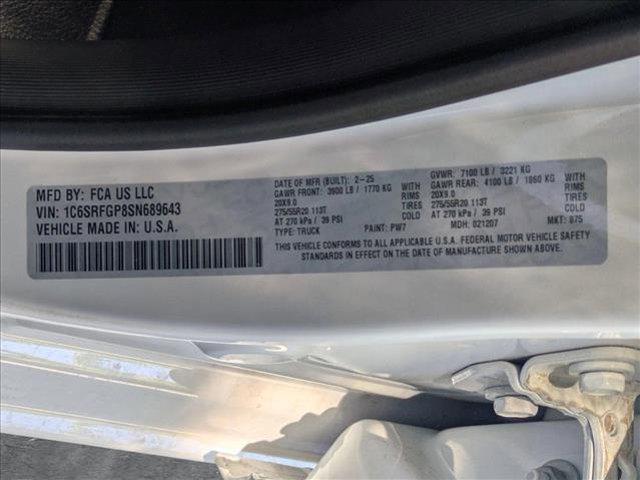 MFD BY: FCA US LLC
VIN: 1C6SRFGP8SN689643
VEHICLE MADE IN: U.S.A.
DATE OF MFR (BUILT): 2-25
GAWR FRONT: 3900 LB / 1770 KG
20X9.0 RIMS
275/55R20 113T TIRES
AT 270 kPa / 39 PSI
TYPE: TRUCK PAINT: PW7
GVWR: 7100 LB / 3221 KG
GAWR REAR: 4100 LB / 1860 KG
20X9.0 RIMS
275/55R20 113T TIRES
AT 270 kPa / 39 PSI
MDH: 021207 MKT: 875
THIS VEHICLE CONFORMS TO ALL APPLICABLE U.S.A. FEDERAL MOTOR VEHICLE SAFETY
STANDARDS IN EFFECT ON THE DATE OF MANUFACTURE SHOWN ABOVE.